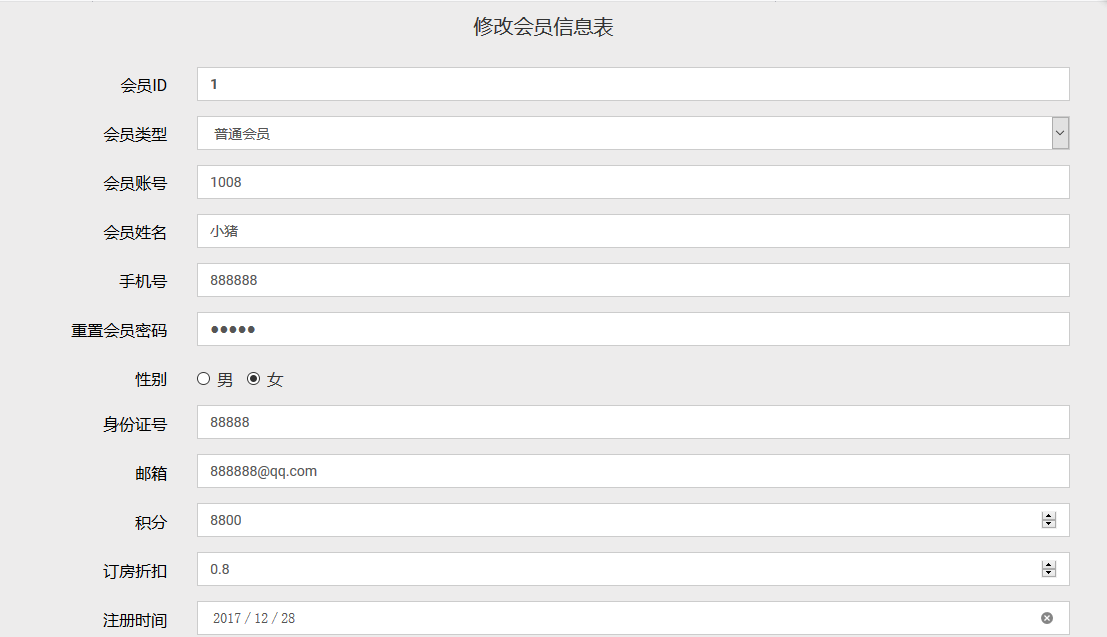 修改会员信息表
会员ID 1
会员类型 普通会员
会员账号 1008
会员姓名 小猪
手机号 888888
重置会员密码 ●●●●●
性别 男 女
身份证号 88888
邮箱 888888@qq.com
积分 8800
订房折扣 0.8
注册时间 2017 / 12 / 28